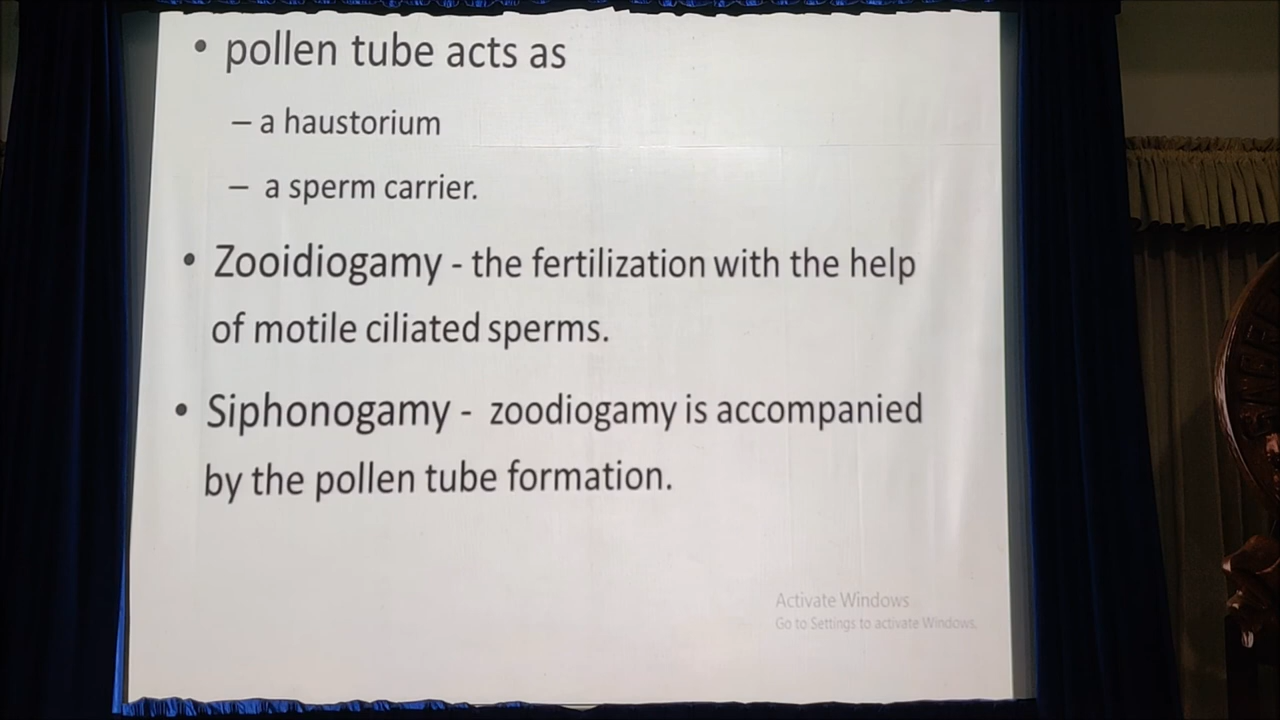 • pollen tube acts as
– a haustorium
– a sperm carrier.
• Zooidiogamy - the fertilization with the help
of motile ciliated sperms.
• Siphonogamy - zoodiogamy is accompanied
by the pollen tube formation.
Activate Windows
Go to Settings to activate Windows.